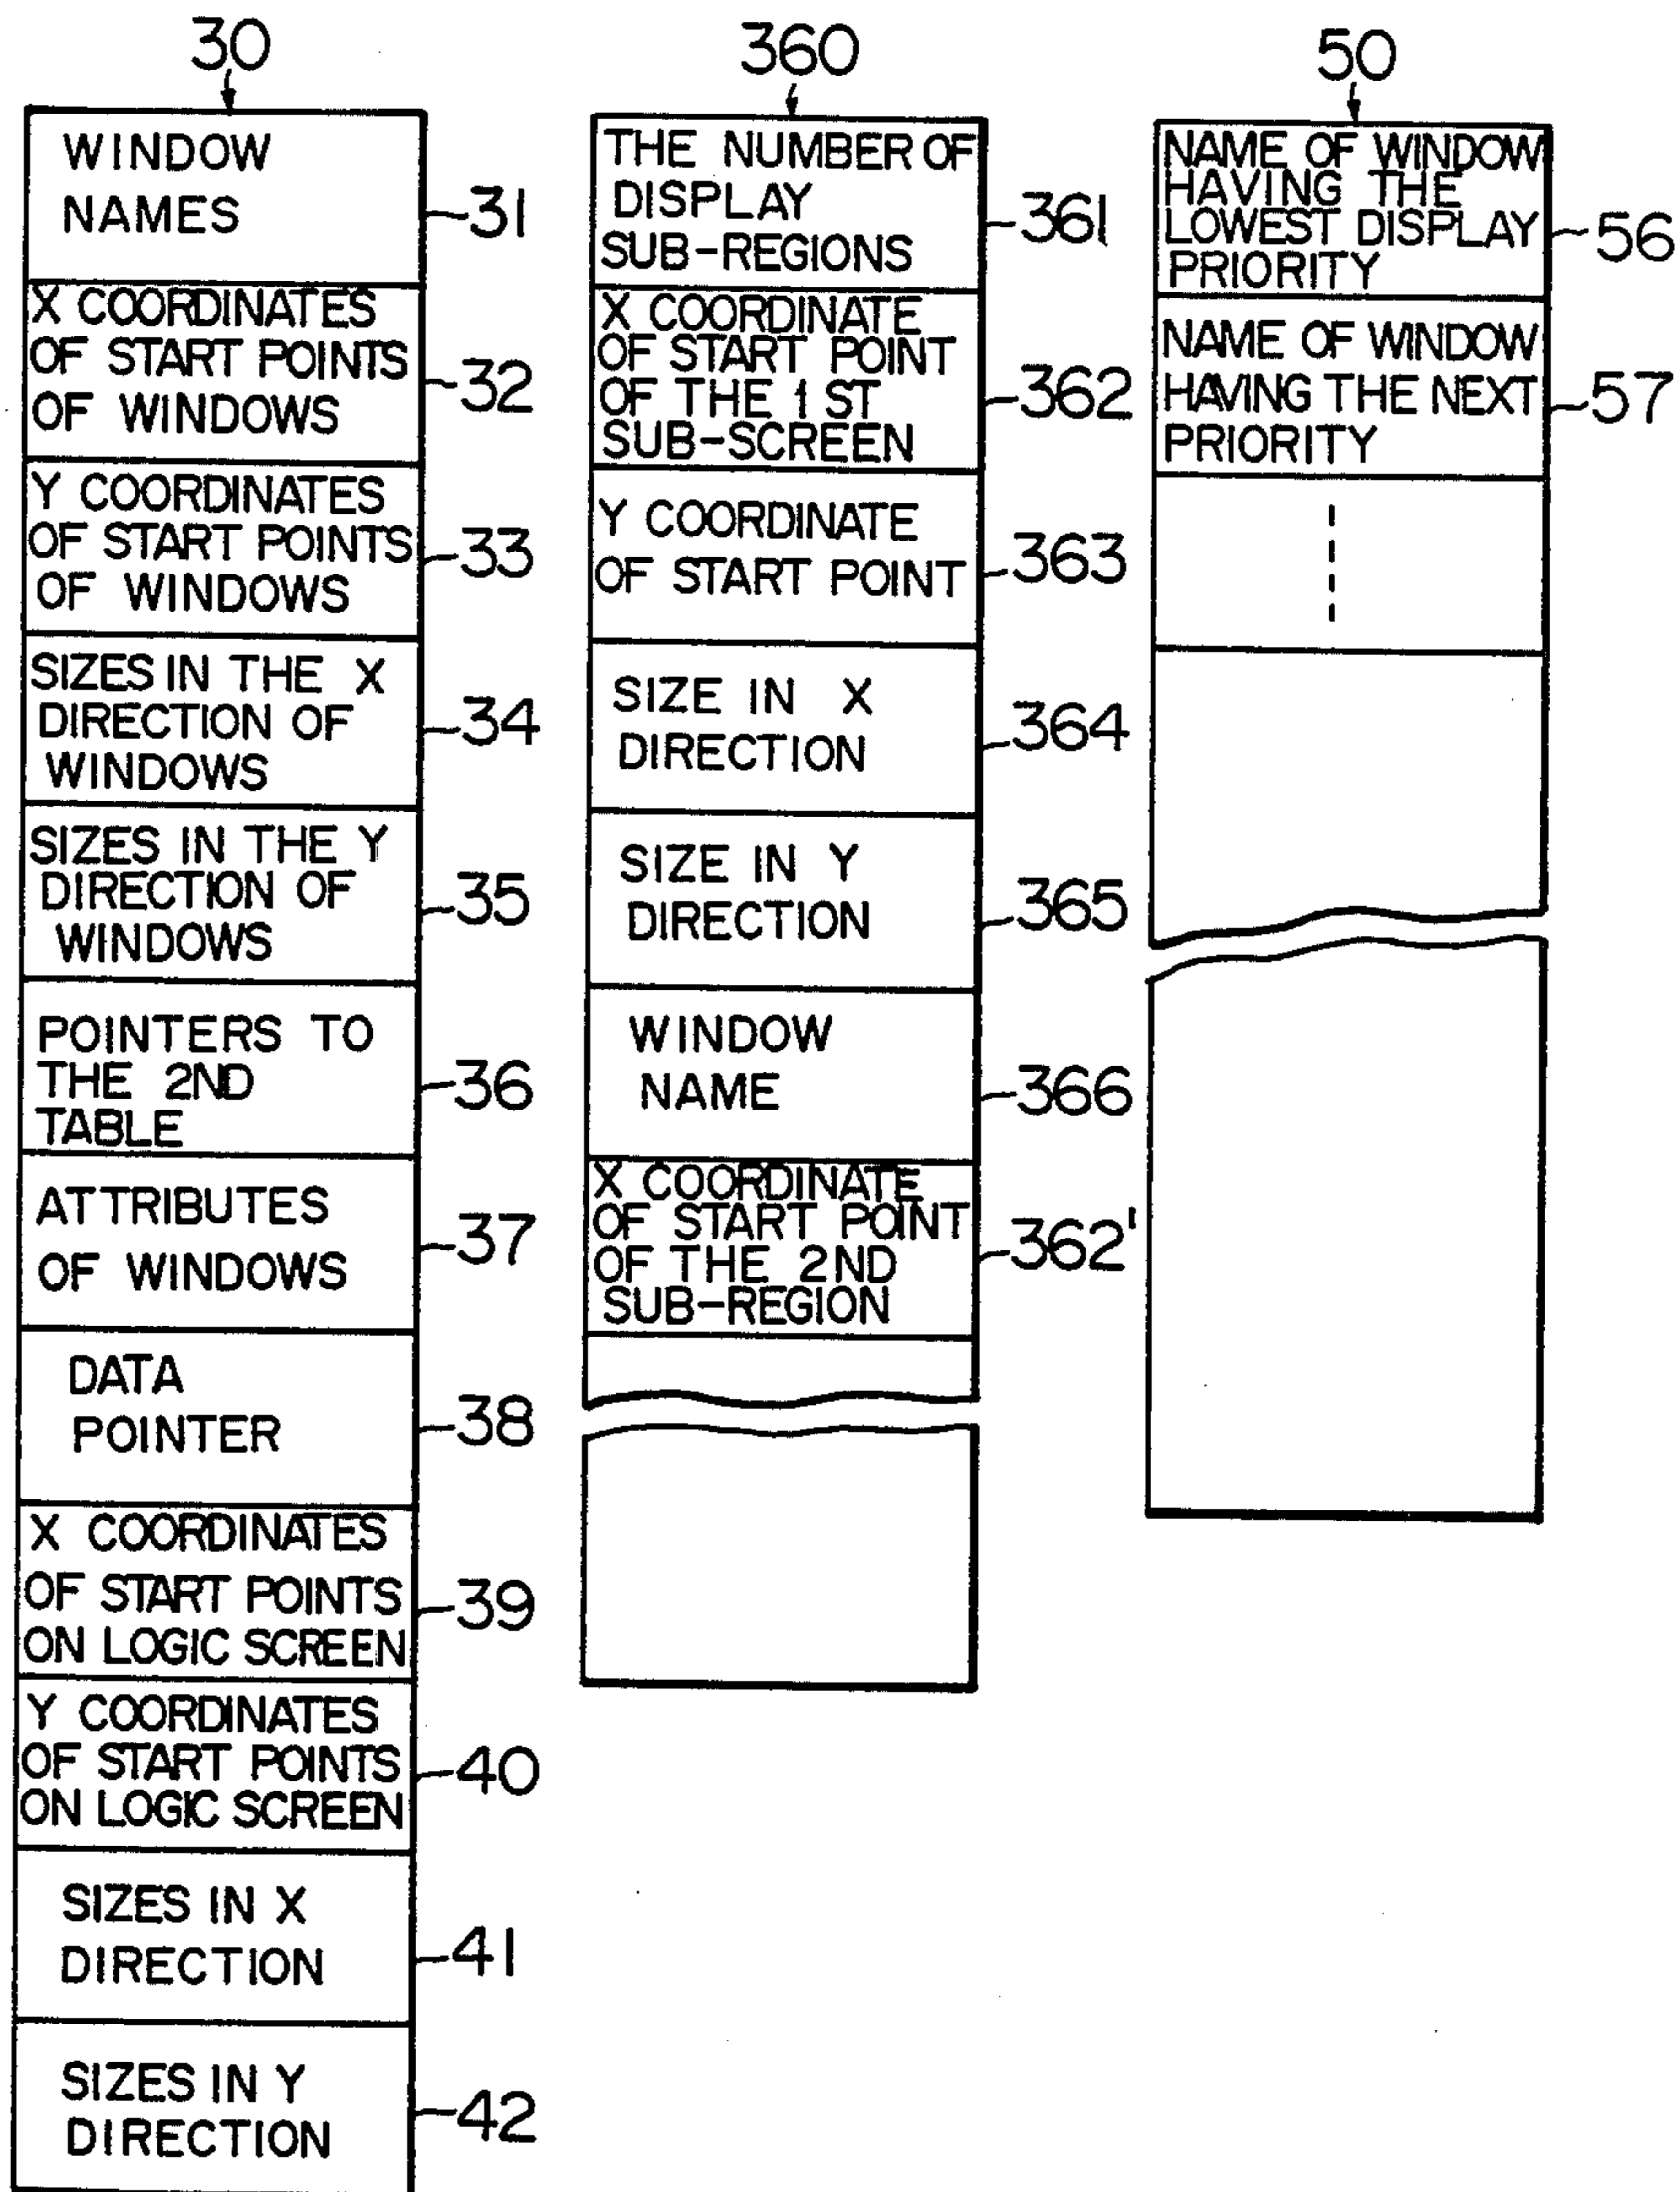 30
WINDOW
NAMES
31
X COORDINATES
OF START POINTS
OF WINDOWS
32
Y COORDINATES
OF START POINTS
OF WINDOWS
33
SIZES IN THE X
DIRECTION OF
WINDOWS
34
SIZES IN THE Y
DIRECTION OF
WINDOWS
35
POINTERS TO
THE 2ND
TABLE
36
ATTRIBUTES
OF WINDOWS
37
DATA
POINTER
38
X COORDINATES
OF START POINTS
ON LOGIC SCREEN
39
Y COORDINATES
OF START POINTS
ON LOGIC SCREEN
40
SIZES IN X
DIRECTION
41
SIZES IN Y
DIRECTION
42
360
THE NUMBER OF
DISPLAY
SUB-REGIONS
361
X COORDINATE
OF START POINT
OF THE 1 ST
SUB-SCREEN
362
Y COORDINATE
OF START POINT
363
SIZE IN X
DIRECTION
364
SIZE IN Y
DIRECTION
365
WINDOW
NAME
366
X COORDINATE
OF START POINT
OF THE 2ND
SUB-REGION
362'
50
NAME OF WINDOW
HAVING THE
LOWEST DISPLAY
PRIORITY
56
NAME OF WINDOW
HAVING THE NEXT
PRIORITY
57